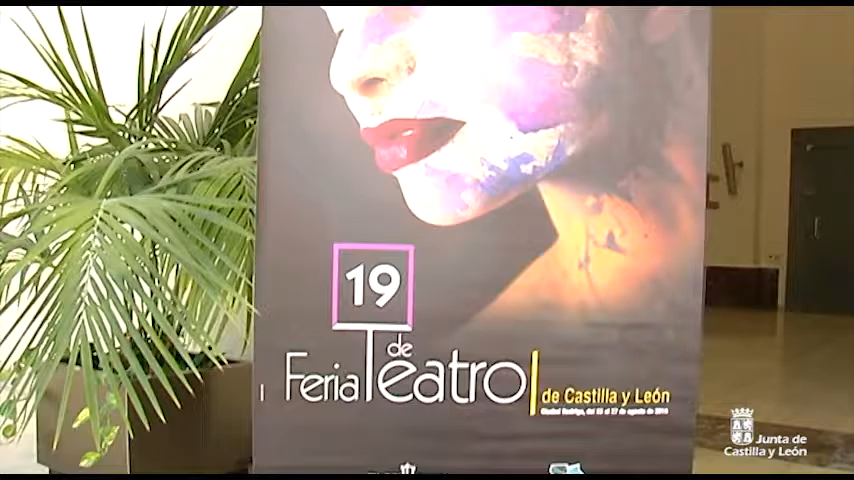 19
Feria de Teatro
de Castilla y León
Ciudad Rodrigo, del 23 al 27 de agosto de 2016
Junta de
Castilla y León